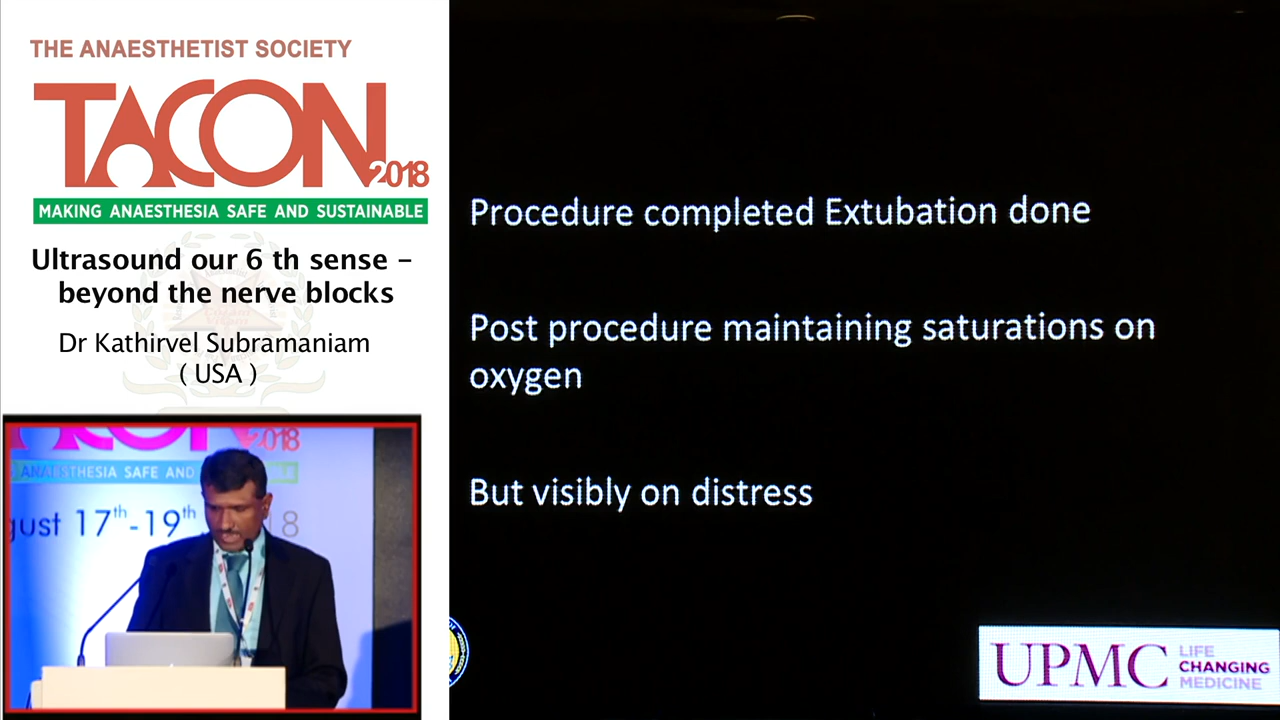 THE ANAESTHETIST SOCIETY
TACON
2018
MAKING ANAESTHESIA SAFE AND SUSTAINABLE
Ultrasound our 6 th sense –
beyond the nerve blocks
Dr Kathirvel Subramaniam
( USA )
2018
ANAESTHESIA SAFE AND
gust 17th-19th, 2018
Procedure completed Extubation done
Post procedure maintaining saturations on
oxygen
But visibly on distress
UPMC
LIFE
CHANGING
MEDICINE